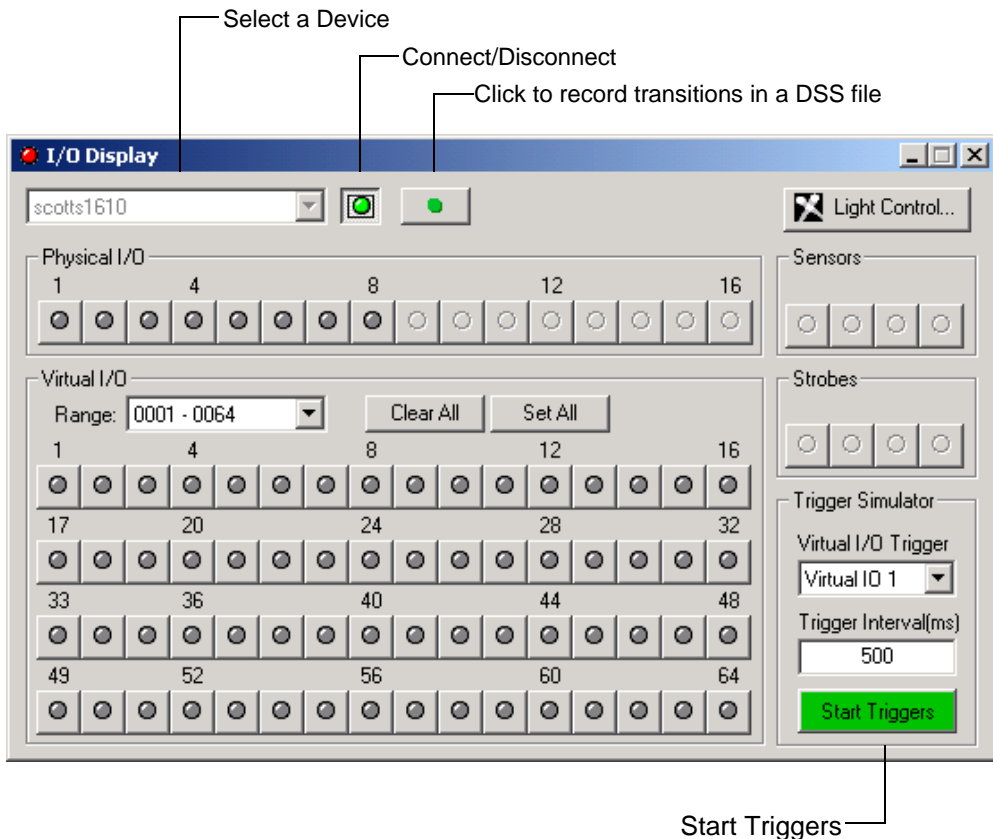 Select a Device
Connect/Disconnect
Click to record transitions in a DSS file
I/O Display
scotts1610
Light Control...
Physical I/O
1 4 8 12 16
Sensors
Virtual I/O
Range: 0001 - 0064 Clear All Set All
1 4 8 12 16
17 20 24 28 32
33 36 40 44 48
49 52 56 60 64
Strobes
Trigger Simulator
Virtual I/O Trigger
Virtual IO 1
Trigger Interval(ms)
500
Start Triggers
Start Triggers